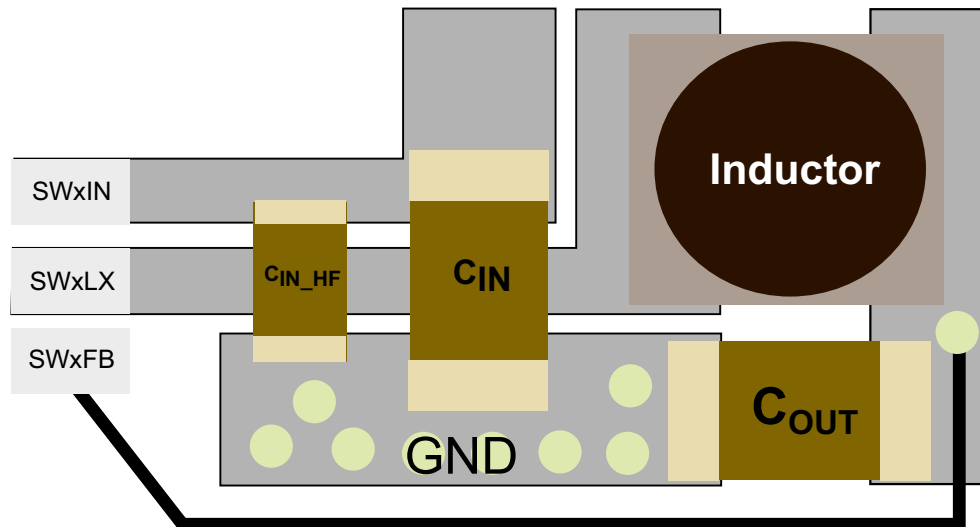 Inductor
SWxIN
SWxLX
CIN_HF
CIN
SWxFB
COUT
GND